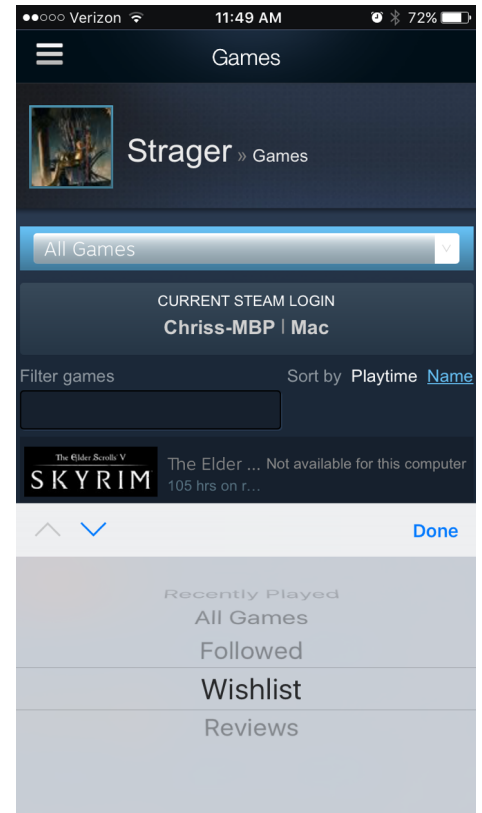 Verizon 11:49 AM 72%
Games
Strager » Games
All Games
CURRENT STEAM LOGIN
Chriss-MBP | Mac
Filter games Sort by Playtime Name
The Elder Scrolls V
SKYRIM
The Elder ... Not available for this computer
105 hrs on r...
Done
Recently Played
All Games
Followed
Wishlist
Reviews